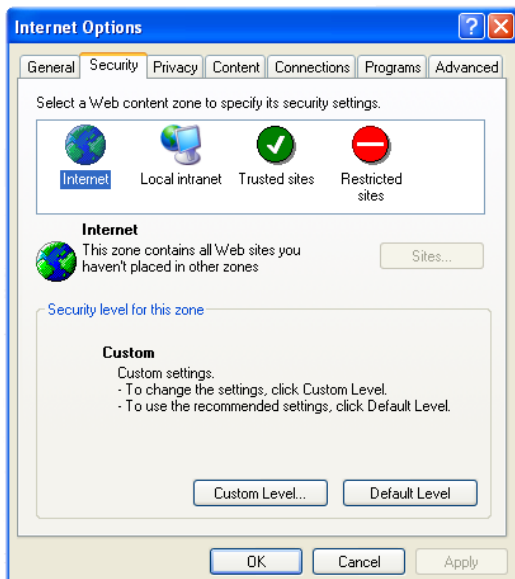 Internet Options
General Security Privacy Content Connections Programs Advanced
Select a Web content zone to specify its security settings.
Internet Local intranet Trusted sites Restricted
sites
Internet
This zone contains all Web sites you
haven't placed in other zones
Sites...
Security level for this zone
Custom
Custom settings.
- To change the settings, click Custom Level.
- To use the recommended settings, click Default Level.
Custom Level... Default Level
OK Cancel Apply